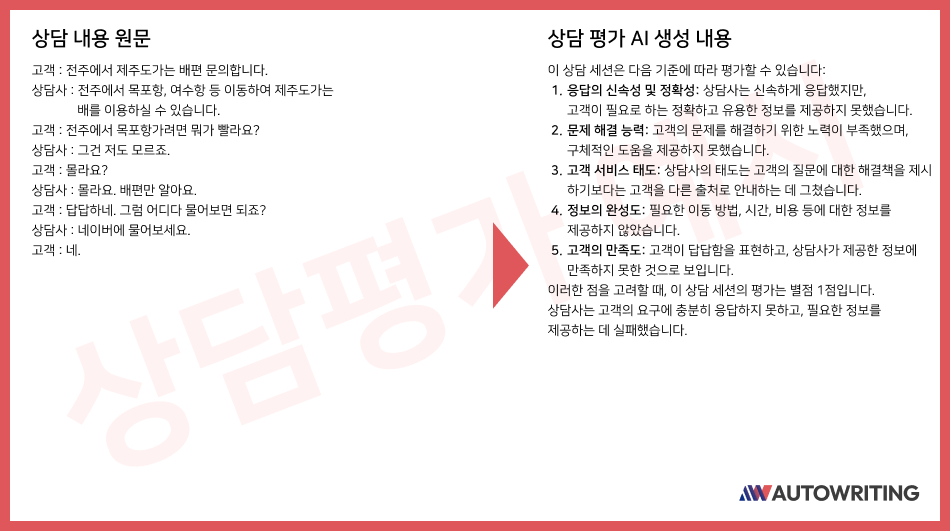 상담 내용 원문
고객 : 전주에서 제주도가는 배편 문의합니다.
상담사 : 전주에서 목포항, 여수항 등 이동하여 제주도가는
배를 이용하실 수 있습니다.
고객 : 전주에서 목포항가려면 뭐가 빨라요?
상담사 : 그건 저도 모르죠.
고객 : 몰라요?
상담사 : 몰라요. 배편만 알아요.
고객 : 답답하네. 그럼 어디다 물어보면 되죠?
상담사 : 네이버에 물어보세요.
고객 : 네.
상담 평가 AI 생성 내용
이 상담 세션은 다음 기준에 따라 평가할 수 있습니다:
1. 응답의 신속성 및 정확성: 상담사는 신속하게 응답했지만,
고객이 필요로 하는 정확하고 유용한 정보를 제공하지 못했습니다.
2. 문제 해결 능력: 고객의 문제를 해결하기 위한 노력이 부족했으며,
구체적인 도움을 제공하지 못했습니다.
3. 고객 서비스 태도: 상담사의 태도는 고객의 질문에 대한 해결책을 제시
하기보다는 고객을 다른 출처로 안내하는 데 그쳤습니다.
4. 정보의 완성도: 필요한 이동 방법, 시간, 비용 등에 대한 정보를
제공하지 않았습니다.
5. 고객의 만족도: 고객이 답답함을 표현하고, 상담사가 제공한 정보에
만족하지 못한 것으로 보입니다.
이러한 점을 고려할 때, 이 상담 세션의 평가는 별점 1점입니다.
상담사는 고객의 요구에 충분히 응답하지 못하고, 필요한 정보를
제공하는 데 실패했습니다.
상담평가 예시
AUTOWRITING